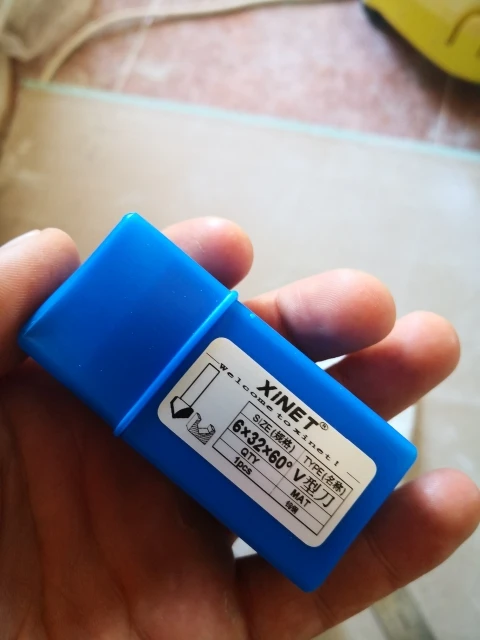 XINET®
Welcome to xinet!
SIZE(规格) TYPE(名称)
6×32×60° V型刀
QTY MAT
1pcs